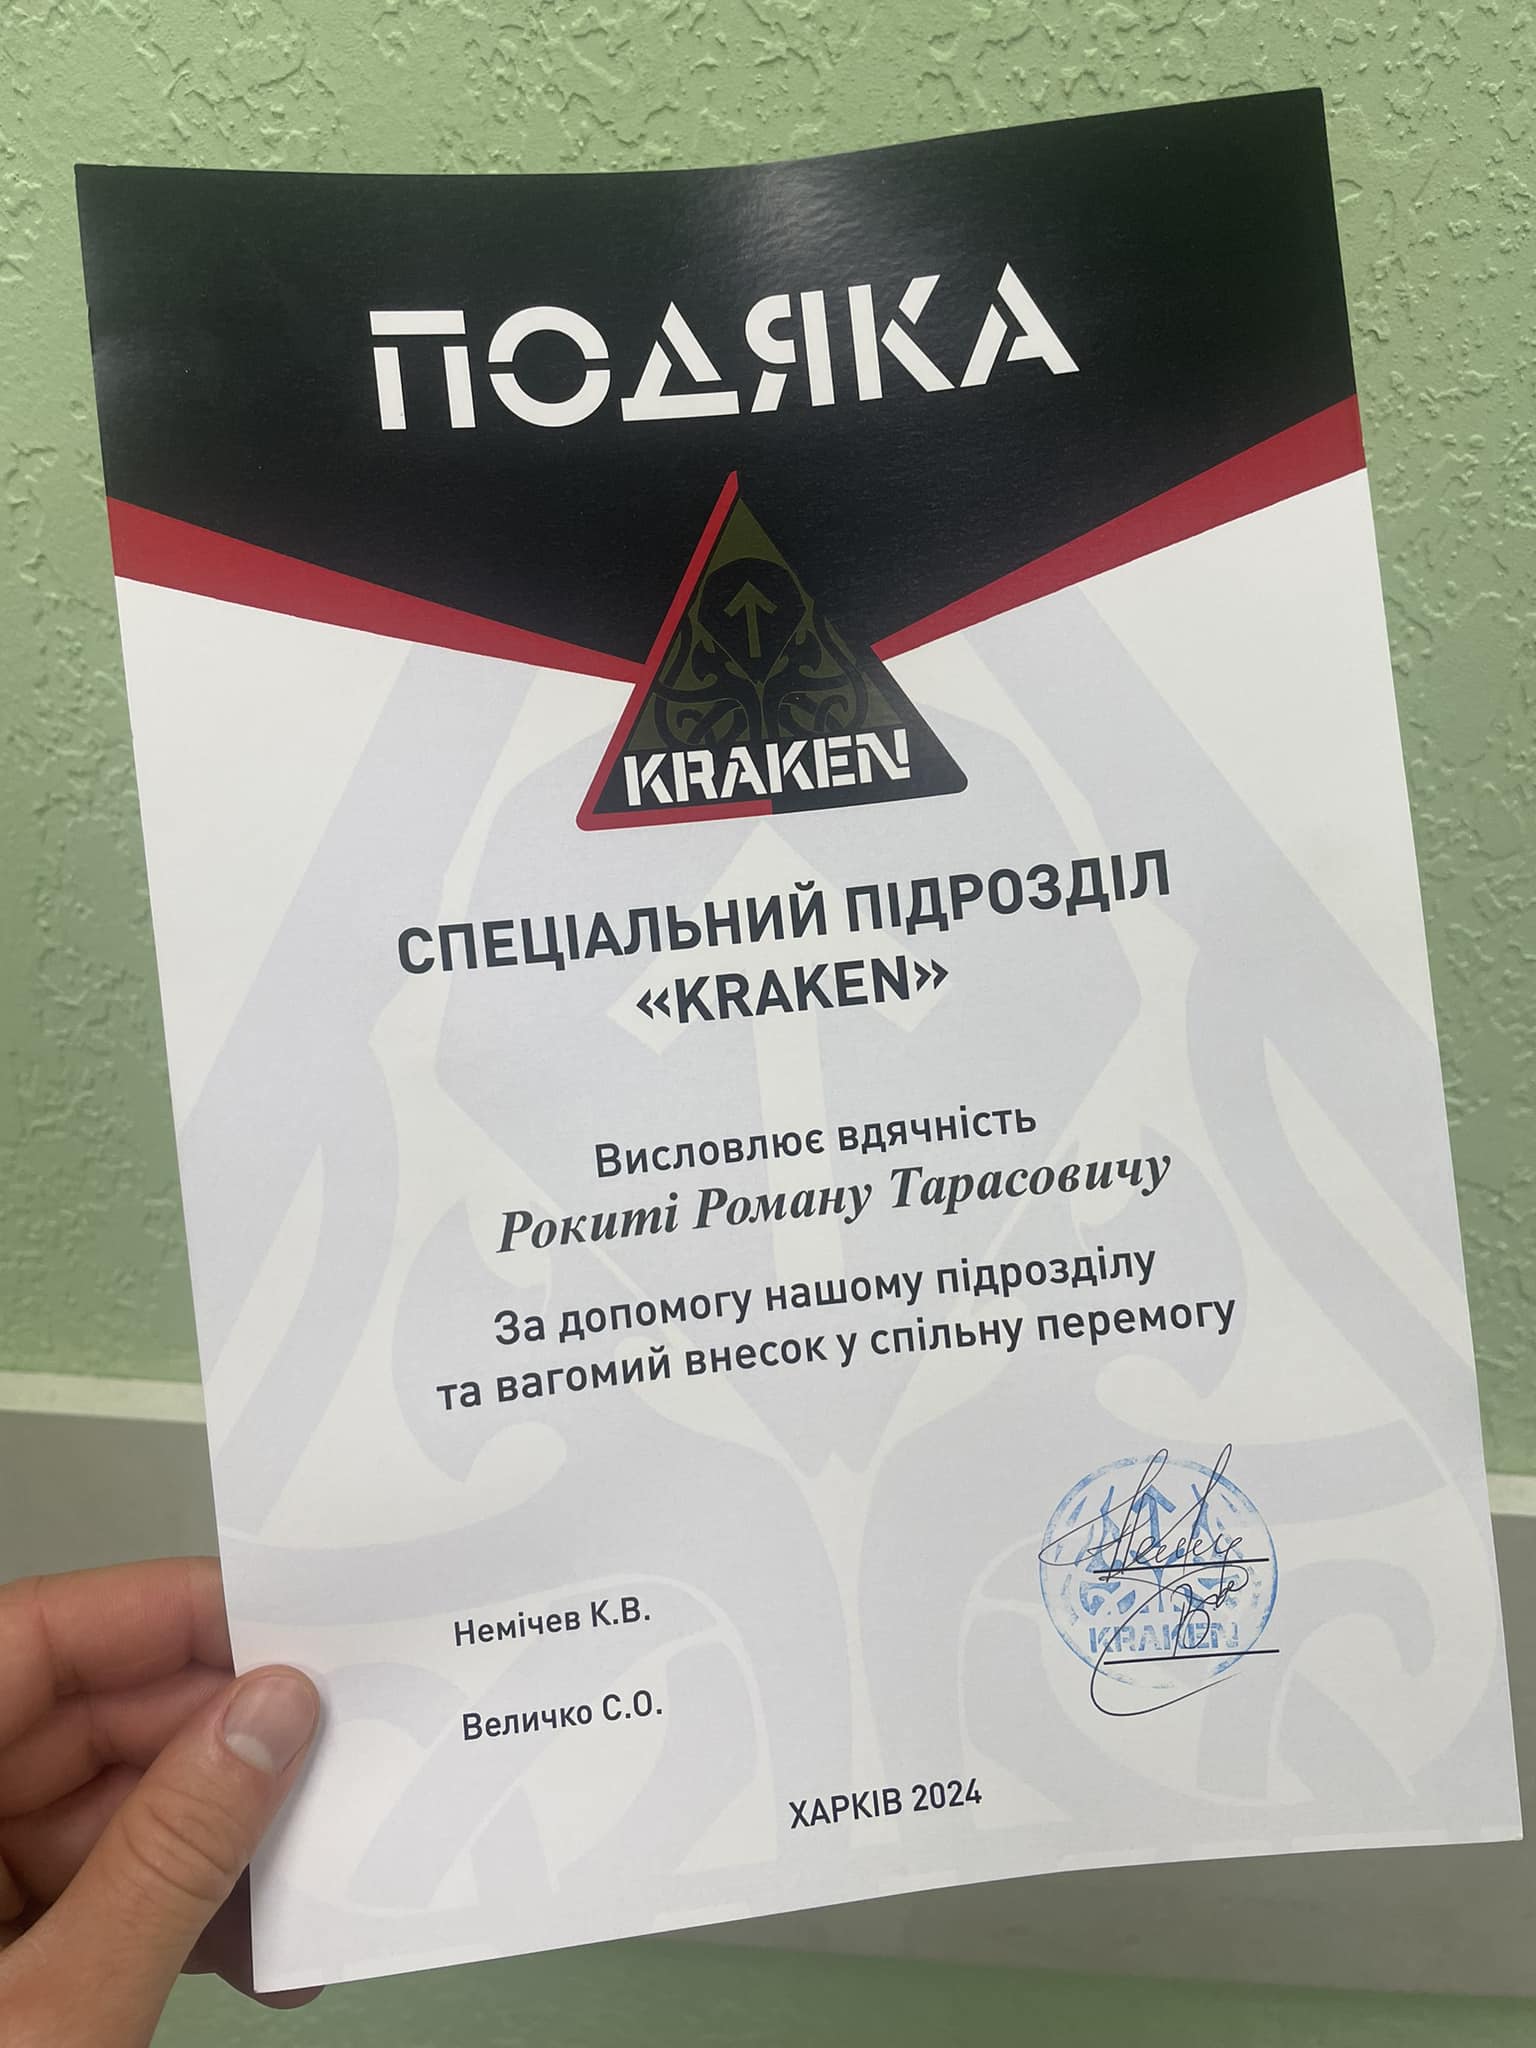 ПОДЯКА
KRAKEN
СПЕЦІАЛЬНИЙ ПІДРОЗДІЛ
«KRAKEN»
Висловлює вдячність
Рокиті Роману Тарасовичу
За допомогу нашому підрозділу
та вагомий внесок у спільну перемогу
Немічев К.В.
KRAKEN
Величко С.О.
ХАРКІВ 2024